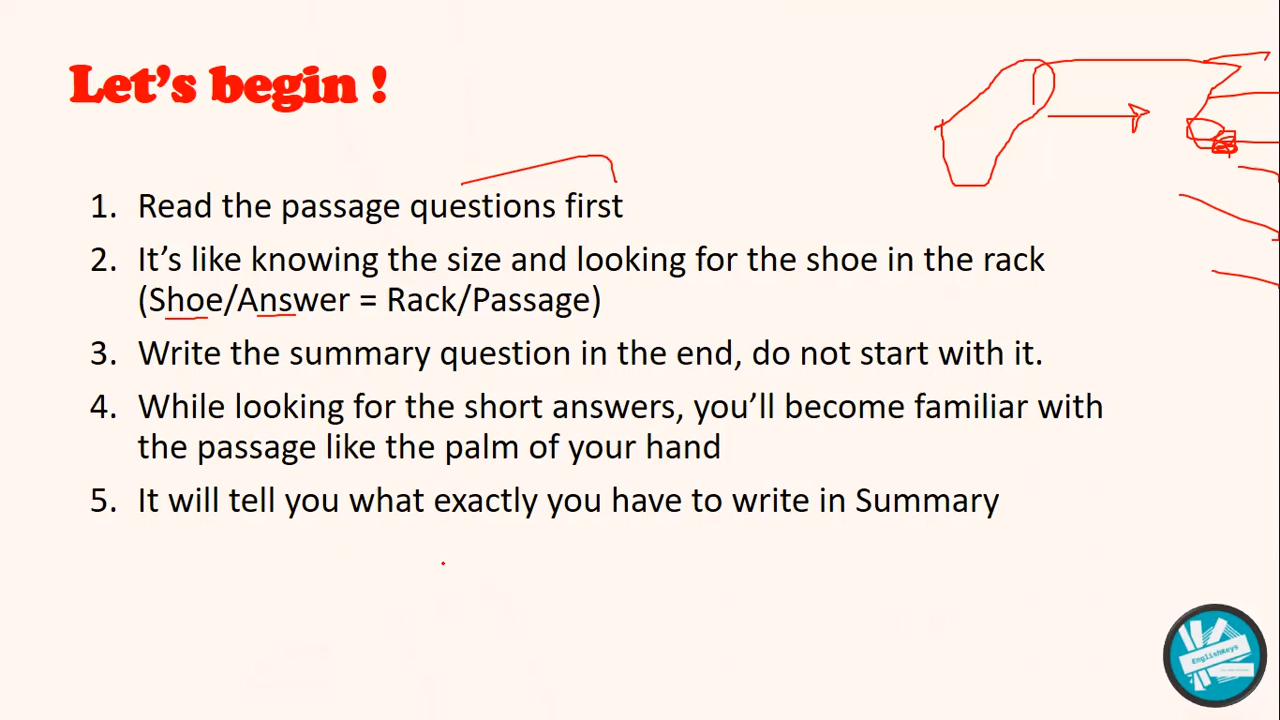 Let's begin !
1. Read the passage questions first
2. It's like knowing the size and looking for the shoe in the rack
(Shoe/Answer = Rack/Passage)
3. Write the summary question in the end, do not start with it.
4. While looking for the short answers, you'll become familiar with
the passage like the palm of your hand
5. It will tell you what exactly you have to write in Summary
EnglishKeys